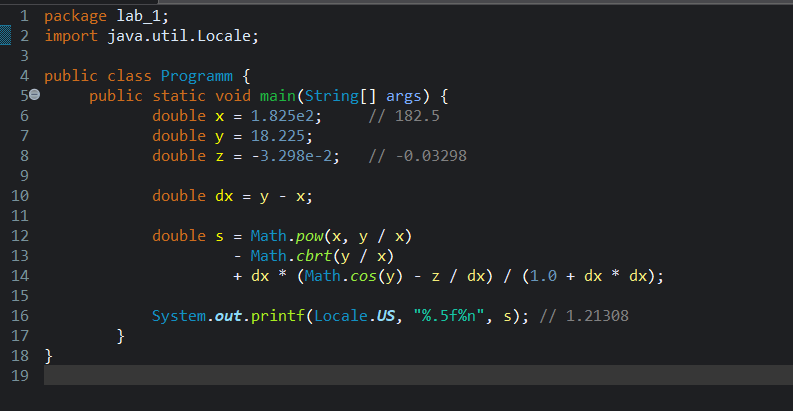 1 package lab_1;
2 import java.util.Locale;
3
4 public class Programm {
5 public static void main(String[] args) {
6 double x = 1.825e2; // 182.5
7 double y = 18.225;
8 double z = -3.298e-2; // -0.03298
9
10 double dx = y - x;
11
12 double s = Math.pow(x, y / x)
13 - Math.cbrt(y / x)
14 + dx * (Math.cos(y) - z / dx) / (1.0 + dx * dx);
15
16 System.out.printf(Locale.US, "%.5f%n", s); // 1.21308
17 }
18 }
19